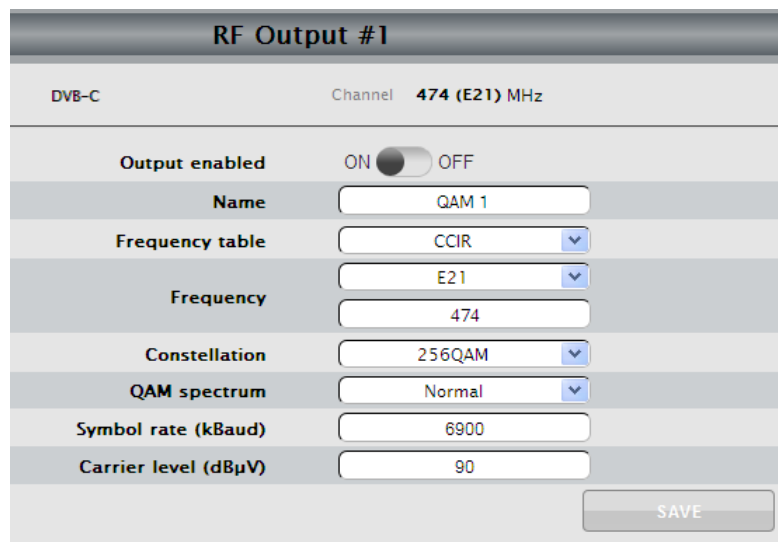 RF Output #1
DVB-C Channel 474 (E21) MHz
Output enabled ON OFF
Name QAM 1
Frequency table CCIR
Frequency E21
474
Constellation 256QAM
QAM spectrum Normal
Symbol rate (kBaud) 6900
Carrier level (dBµV) 90
SAVE